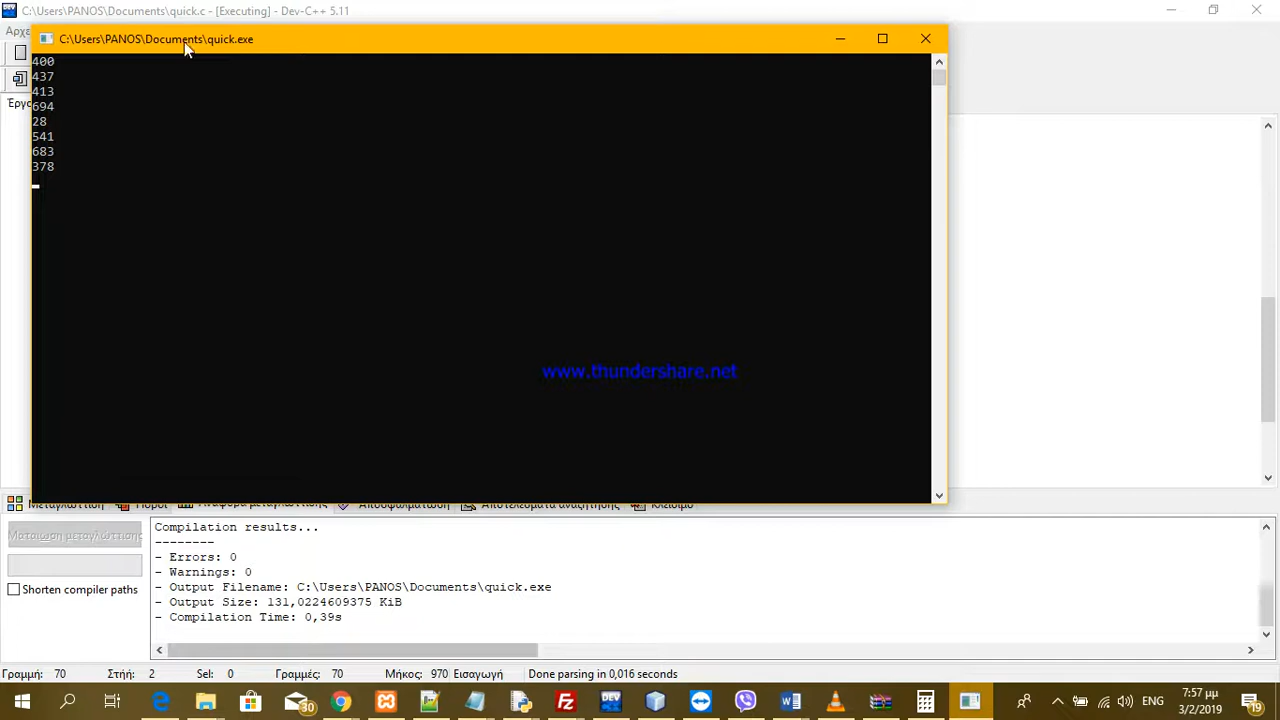 C:\Users\PANOS\Documents\quick.c - [Executing] - Dev-C++ 5.11
C:\Users\PANOS\Documents\quick.exe
400
437
413
694
28
541
683
378
www.thundershare.net
Compilation results...
--------
- Errors: 0
- Warnings: 0
- Output Filename: C:\Users\PANOS\Documents\quick.exe
- Output Size: 131,0224609375 KiB
- Compilation Time: 0,39s
Shorten compiler paths
Γραμμή: 70 Στήή: 2 Sel: 0 Γραμμές: 70 Μήκος: 970 Εισαγωγή Done parsing in 0,016 seconds
30
ENG
7:57 μμ
3/2/2019
19